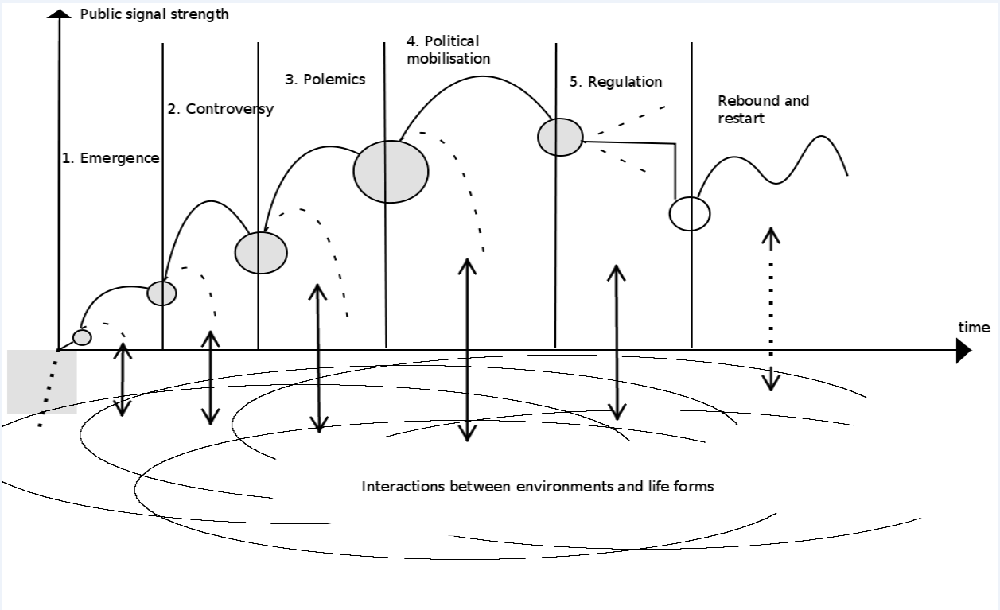 Public signal strength
4. Political
mobilisation
3. Polemics
5. Regulation
2. Controversy
Rebound and
restart
1. Emergence
time
Interactions between environments and life forms